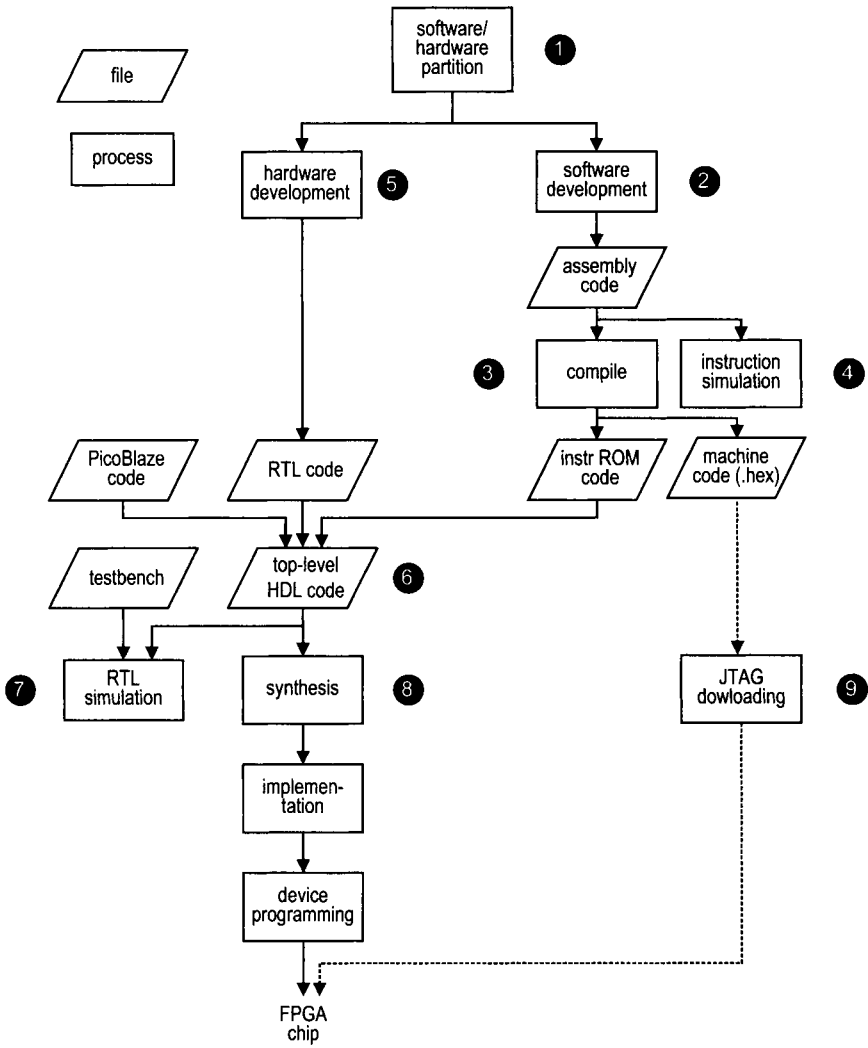 software/
hardware
partition
1
file
process
hardware
development
5
software
development
2
assembly
code
3
compile
instruction
simulation
4
PicoBlaze
code
RTL code
instr ROM
code
machine
code (.hex)
testbench
top-level
HDL code
6
7
RTL
simulation
synthesis
8
JTAG
dowloading
9
implemen-
tation
device
programming
FPGA
chip